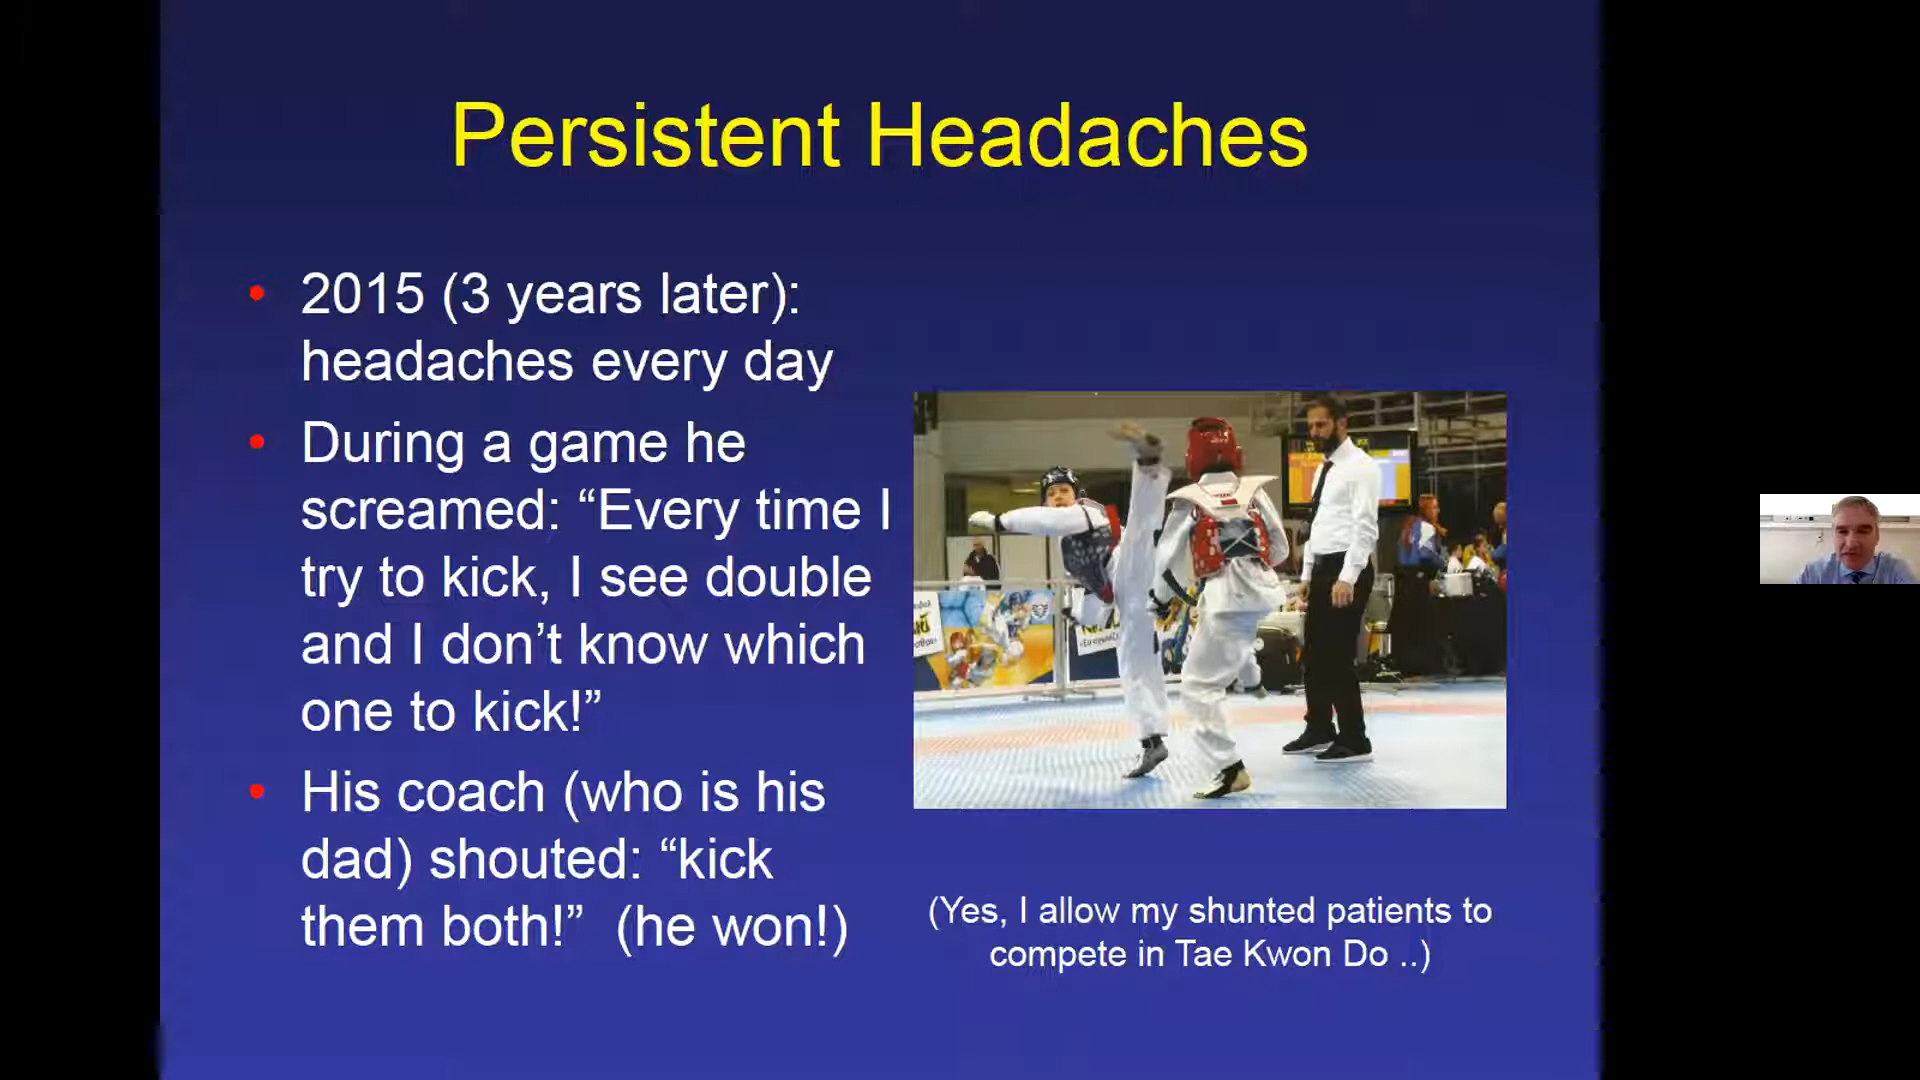 Persistent Headaches
• 2015 (3 years later):
headaches every day
• During a game he
screamed: “Every time I
try to kick, I see double
and I don’t know which
one to kick!”
• His coach (who is his
dad) shouted: “kick
them both!”  (he won!)
(Yes, I allow my shunted patients to
compete in Tae Kwon Do ..)